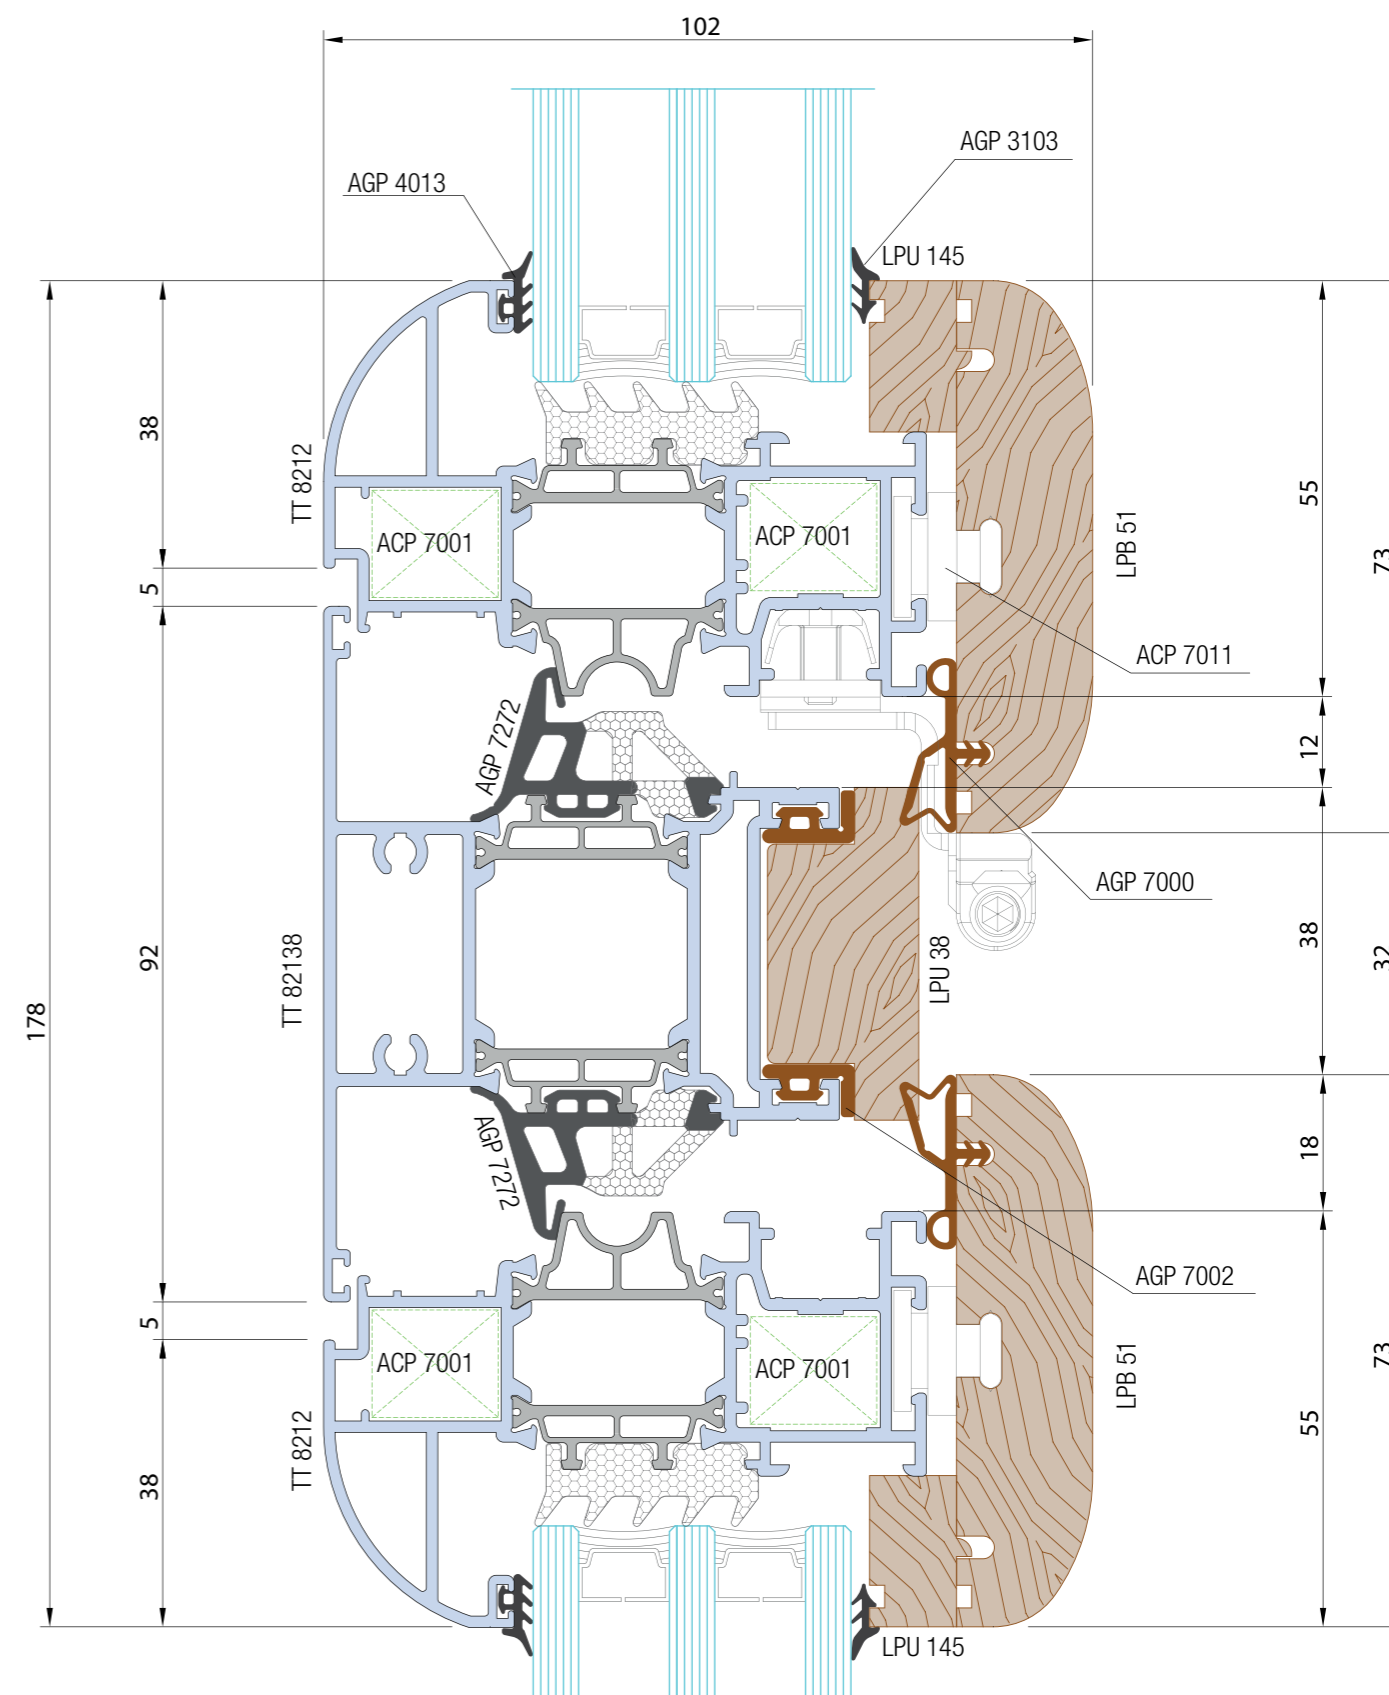 102
AGP 3103
AGP 4013
LPU 145
38
TT 8212
55
ACP 7001
ACP 7001
LPB 51
73
5
ACP 7011
AGP 7272
12
AGP 7000
92
TT 82138
LPU 38
38
32
178
AGP 7272
18
AGP 7002
5
ACP 7001
ACP 7001
LPB 51
73
TT 8212
55
38
LPU 145